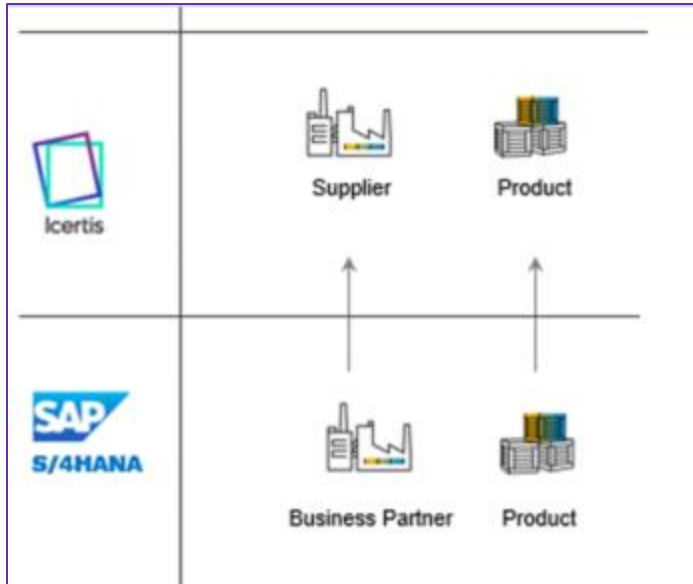 Supplier
Product
Icertis
SAP
S/4HANA
Business Partner
Product